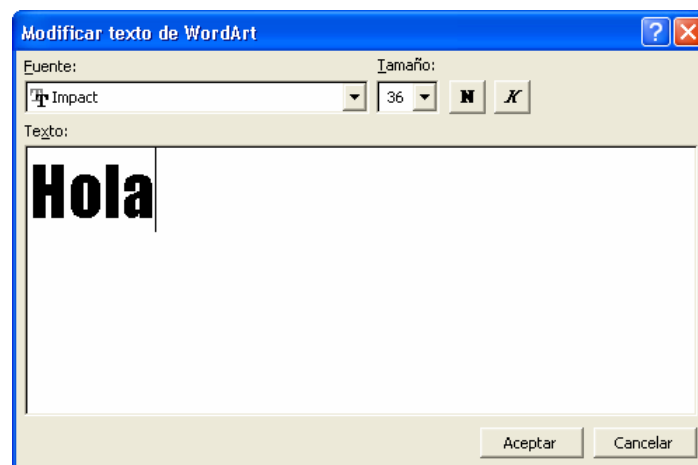 Modificar texto de WordArt
Fuente: Tamaño:
Impact 36 N K
Texto:
Hola
Aceptar Cancelar